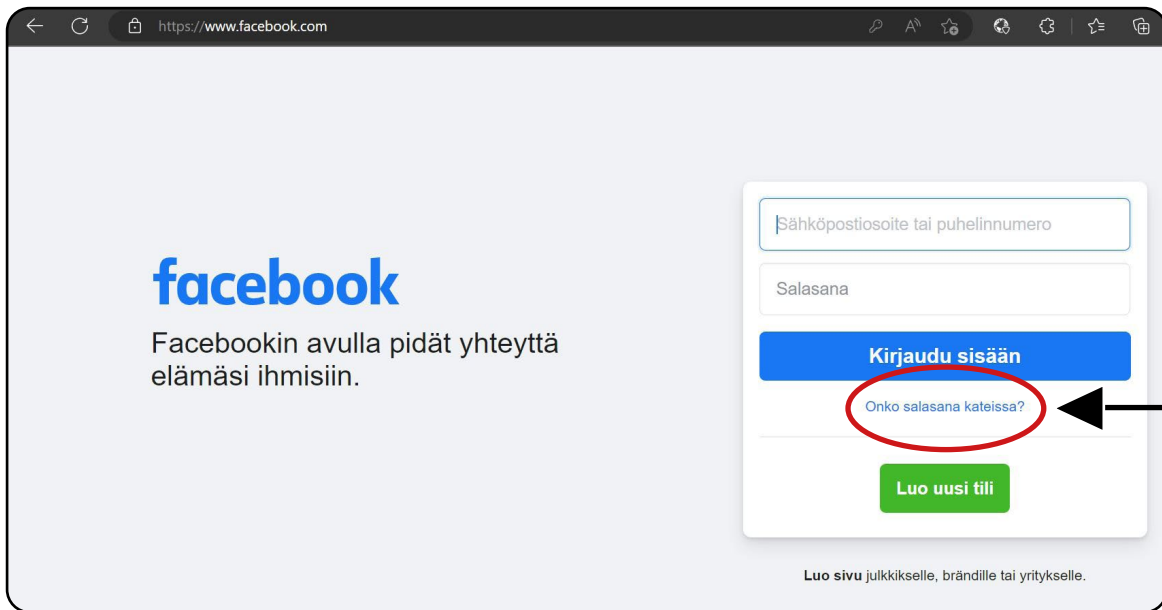 https://www.facebook.com
facebook
Facebookin avulla pidät yhteyttä
elämäsi ihmisiin.
Sähköpostiosoite tai puhelinnumero
Salasana
Kirjaudu sisään
Onko salasana kateissa?
Luo uusi tili
Luo sivu julkkikselle, brändille tai yritykselle.